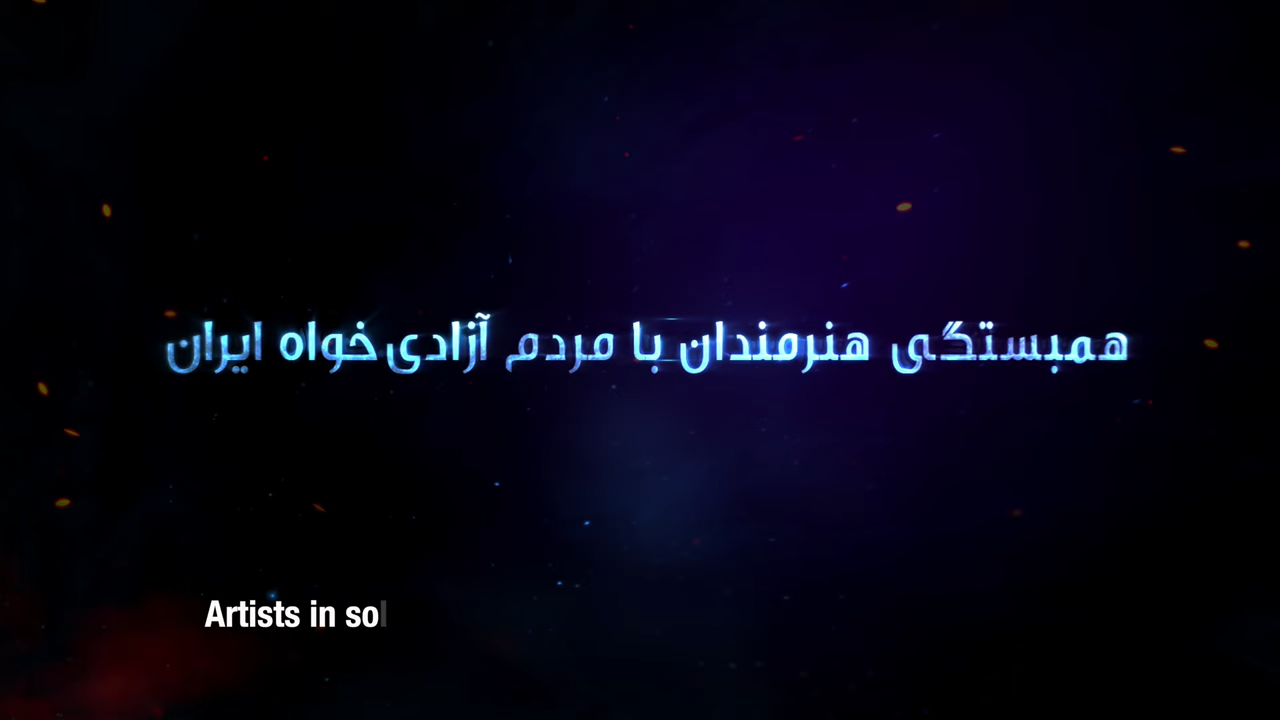 همبستگی هنرمندان با مردم آزادی‌خواه ایران
Artists in sol